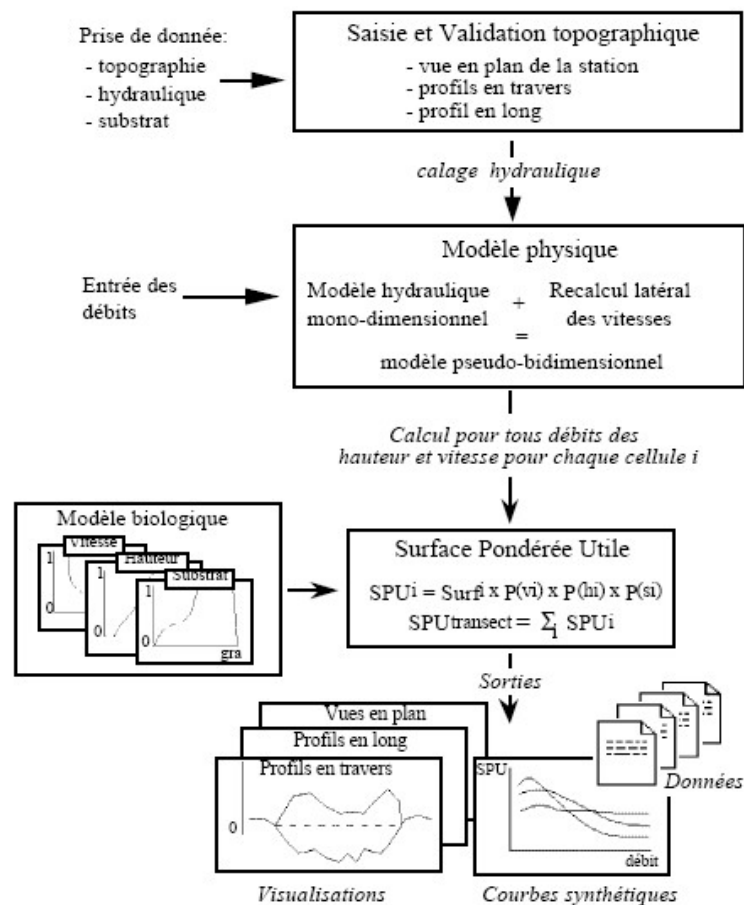 Prise de donnée:
- topographie
- hydraulique
- substrat
Saisie et Validation topographique
- vue en plan de la station
- profils en travers
- profil en long
calage hydraulique
Entrée des
débits
Modèle physique
Modèle hydraulique + Recalcul latéral
mono-dimensionnel des vitesses
=
modèle pseudo-bidimensionnel
Calcul pour tous débits des
hauteur et vitesse pour chaque cellule i
Modèle biologique
Vitesse
1
0
Hauteur
1
0
Substrat
1
0
gra
Surface Pondérée Utile
SPUi = Surfi x P(vi) x P(hi) x P(si)
SPUtransect = Σi SPUi
Sorties
Vues en plan
Profils en long
Profils en travers
0
SPU
débit
Données
Visualisations
Courbes synthétiques